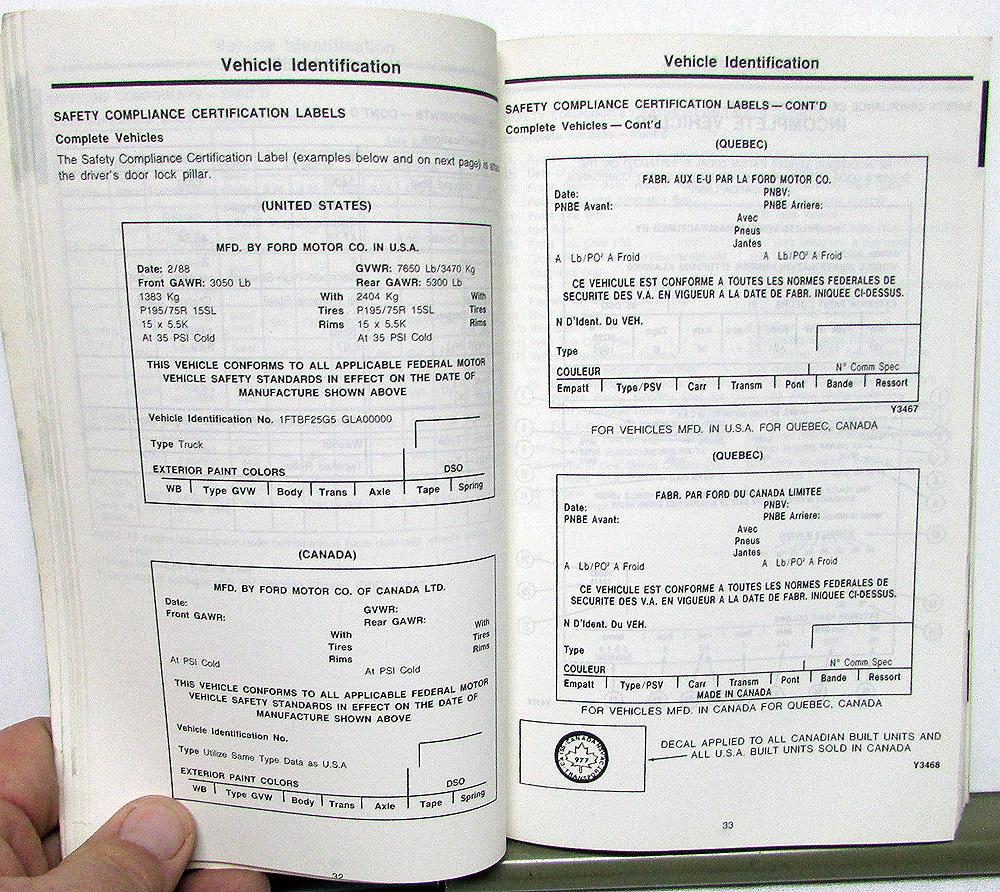 Vehicle Identification
SAFETY COMPLIANCE CERTIFICATION LABELS
Complete Vehicles
The Safety Compliance Certification Label (examples below and on next page) is
the driver's door lock pillar.
(UNITED STATES)
MFD. BY FORD MOTOR CO. IN U.S.A.
Date: 2/88 GVWR: 7650 Lb/3470 Kg
Front GAWR: 3050 Lb Rear GAWR: 5300 Lb
1383 Kg With 2404 Kg With
P195/75R 15SL Tires P195/75R 15SL Tires
15 x 5.5K Rims 15 x 5.5K Rims
At 35 PSI Cold At 35 PSI Cold
THIS VEHICLE CONFORMS TO ALL APPLICABLE FEDERAL MOTOR
VEHICLE SAFETY STANDARDS IN EFFECT ON THE DATE OF
MANUFACTURE SHOWN ABOVE
Vehicle Identification No. 1FTBF25G5 GLA00000
Type Truck
EXTERIOR PAINT COLORS DSO
WB Type GVW Body Trans Axle Tape Spring
(CANADA)
MFD. BY FORD MOTOR CO. OF CANADA LTD.
Date: GVWR:
Front GAWR: Rear GAWR:
With With
Tires Tires
Rims Rims
At PSI Cold At PSI Cold
THIS VEHICLE CONFORMS TO ALL APPLICABLE FEDERAL MOTOR
VEHICLE SAFETY STANDARDS IN EFFECT ON THE DATE OF
MANUFACTURE SHOWN ABOVE
Vehicle Identification No.
Type Utilize Same Type Data as U.S.A
EXTERIOR PAINT COLORS DSO
WB Type GVW Body Trans Axle Tape Spring
32
Vehicle Identification
SAFETY COMPLIANCE CERTIFICATION LABELS — CONT'D
Complete Vehicles — Cont'd
(QUEBEC)
FABR. AUX E-U PAR LA FORD MOTOR CO.
Date: PNBV:
PNBE Avant: PNBE Arriere:
Avec
Pneus
Jantes
A Lb/PO² A Froid A Lb/PO² A Froid
CE VEHICULE EST CONFORME A TOUTES LES NORMES FEDERALES DE
SECURITE DES V.A. EN VIGUEUR A LA DATE DE FABR. INIQUEE CI-DESSUS.
N D'Ident. Du VEH.
Type
COULEUR N° Comm Spec
Empatt Type/PSV Carr Transm Pont Bande Ressort
Y3467
FOR VEHICLES MFD. IN U.S.A. FOR QUEBEC, CANADA
(QUEBEC)
FABR. PAR FORD DU CANADA LIMITEE
Date: PNBV:
PNBE Avant: PNBE Arriere:
Avec
Pneus
Jantes
A Lb/PO² A Froid A Lb/PO² A Froid
CE VEHICULE EST CONFORME A TOUTES LES NORMES FEDERALES DE
SECURITE DES V.A. EN VIGUEUR A LA DATE DE FABR. INIQUEE CI-DESSUS.
N D'Ident. Du VEH.
Type
COULEUR N° Comm Spec
Empatt Type/PSV Carr Transm Pont Bande Ressort
MADE IN CANADA
FOR VEHICLES MFD. IN CANADA FOR QUEBEC, CANADA
CANADA
977
DECAL APPLIED TO ALL CANADIAN BUILT UNITS AND
ALL U.S.A. BUILT UNITS SOLD IN CANADA
Y3468
33